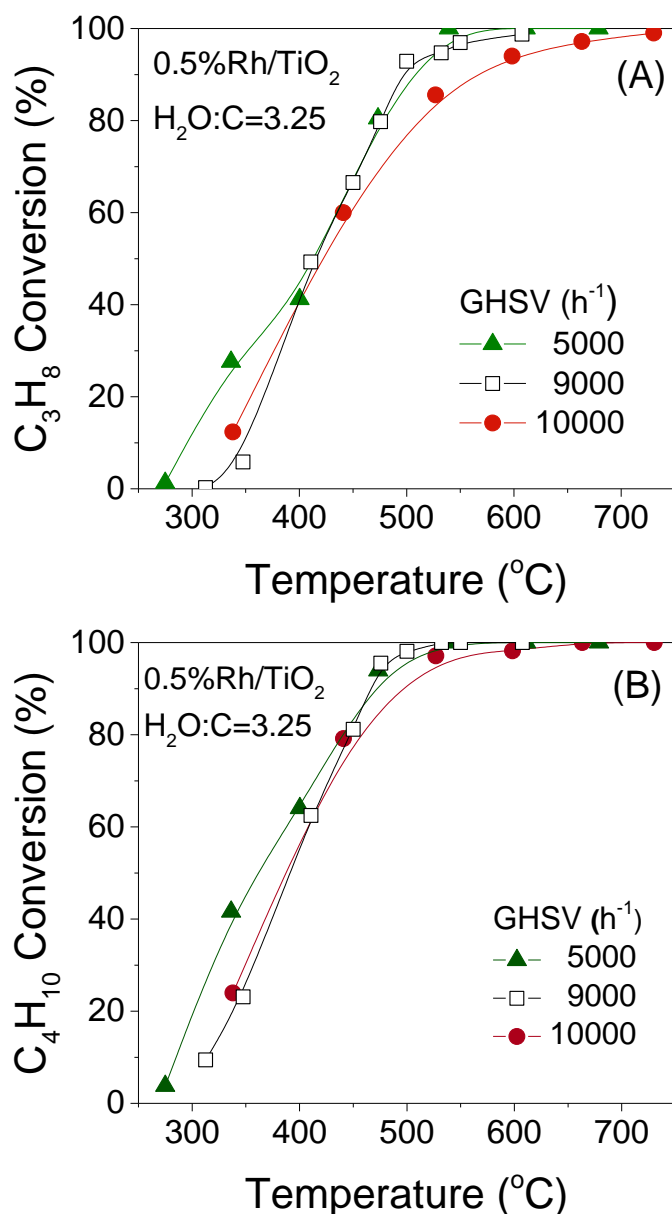 100
80
60
40
20
0
C₃H₈ Conversion (%)
0.5%Rh/TiO₂
H₂O:C=3.25
(A)
GHSV (h⁻¹)
5000
9000
10000
300 400 500 600 700
Temperature (°C)
100
80
60
40
20
0
C₄H₁₀ Conversion (%)
0.5%Rh/TiO₂
H₂O:C=3.25
(B)
GHSV (h⁻¹)
5000
9000
10000
300 400 500 600 700
Temperature (°C)